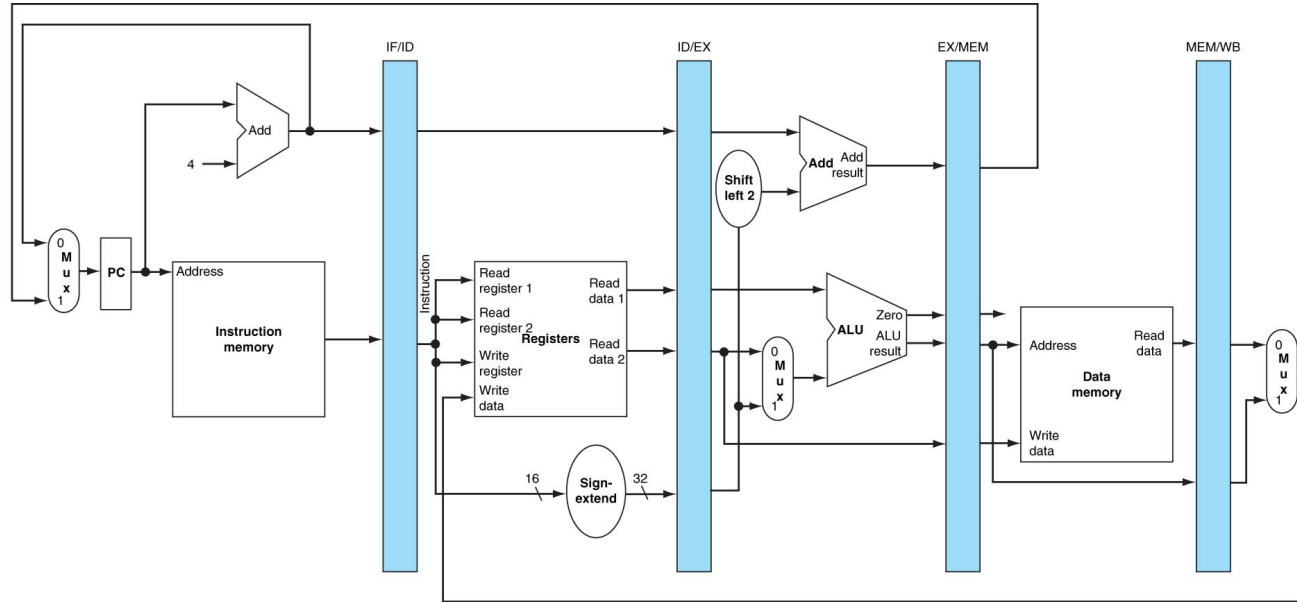 IF/ID
ID/EX
EX/MEM
MEM/WB
Add
4
0
M
u
x
1
PC
Address
Instruction
memory
Instruction
Read
register 1
Read
register 2
Write
register
Write
data
Registers
Read
data 1
Read
data 2
16
Sign-
extend
32
Shift
left 2
Add
Add
result
0
M
u
x
1
ALU
Zero
ALU
result
Address
Write
data
Data
memory
Read
data
0
M
u
x
1